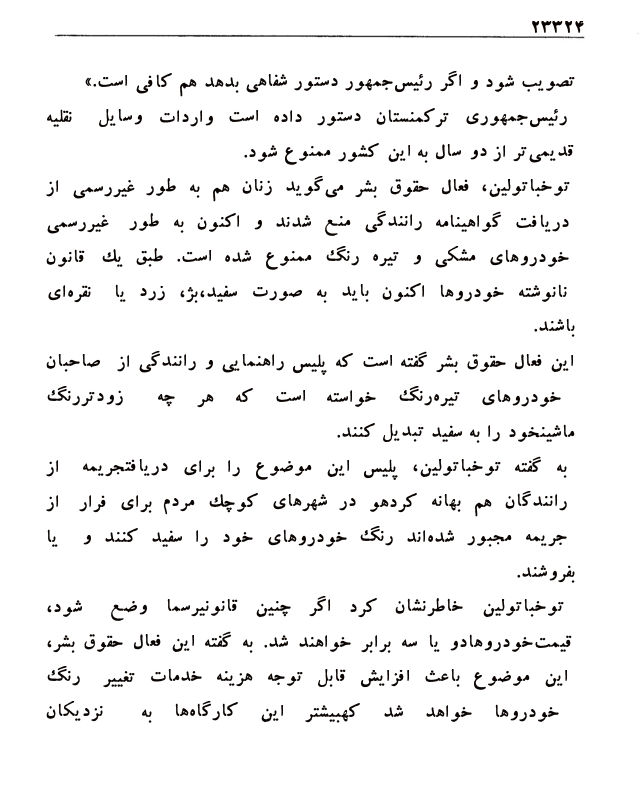 ۲۳۳۲۴
تصویب شود و اگر رئیس‌جمهور دستور شفاهی بدهد هم کافی است.»
رئیس‌جمهوری ترکمنستان دستور داده است واردات وسایل نقلیه
قدیمی‌تر از دو سال به این کشور ممنوع شود.
توخباتولین، فعال حقوق بشر می‌گوید زنان هم به طور غیررسمی از
دریافت گواهینامه رانندگی منع شدند و اکنون به طور غیررسمی
خودروهای مشکی و تیره رنگ ممنوع شده است. طبق یك قانون
نانوشته خودروها اکنون باید به صورت سفید،بژ، زرد یا نقره‌ای
باشند.
این فعال حقوق بشر گفته است که پلیس راهنمایی و رانندگی از صاحبان
خودروهای تیره‌رنگ خواسته است که هر چه زودتررنگ
ماشینخود را به سفید تبدیل کنند.
به گفته توخباتولین، پلیس این موضوع را برای دریافتجریمه از
رانندگان هم بهانه کردهو در شهرهای کوچك مردم برای فرار از
جریمه مجبور شده‌اند رنگ خودروهای خود را سفید کنند و یا
بفروشند.
توخباتولین خاطرنشان کرد اگر چنین قانونیرسما وضع شود،
قیمت‌خودروهادو یا سه برابر خواهند شد. به گفته این فعال حقوق بشر،
این موضوع باعث افزایش قابل توجه هزینه خدمات تغییر رنگ
خودروها خواهد شد کهبیشتر این کارگاه‌ها به نزدیکان